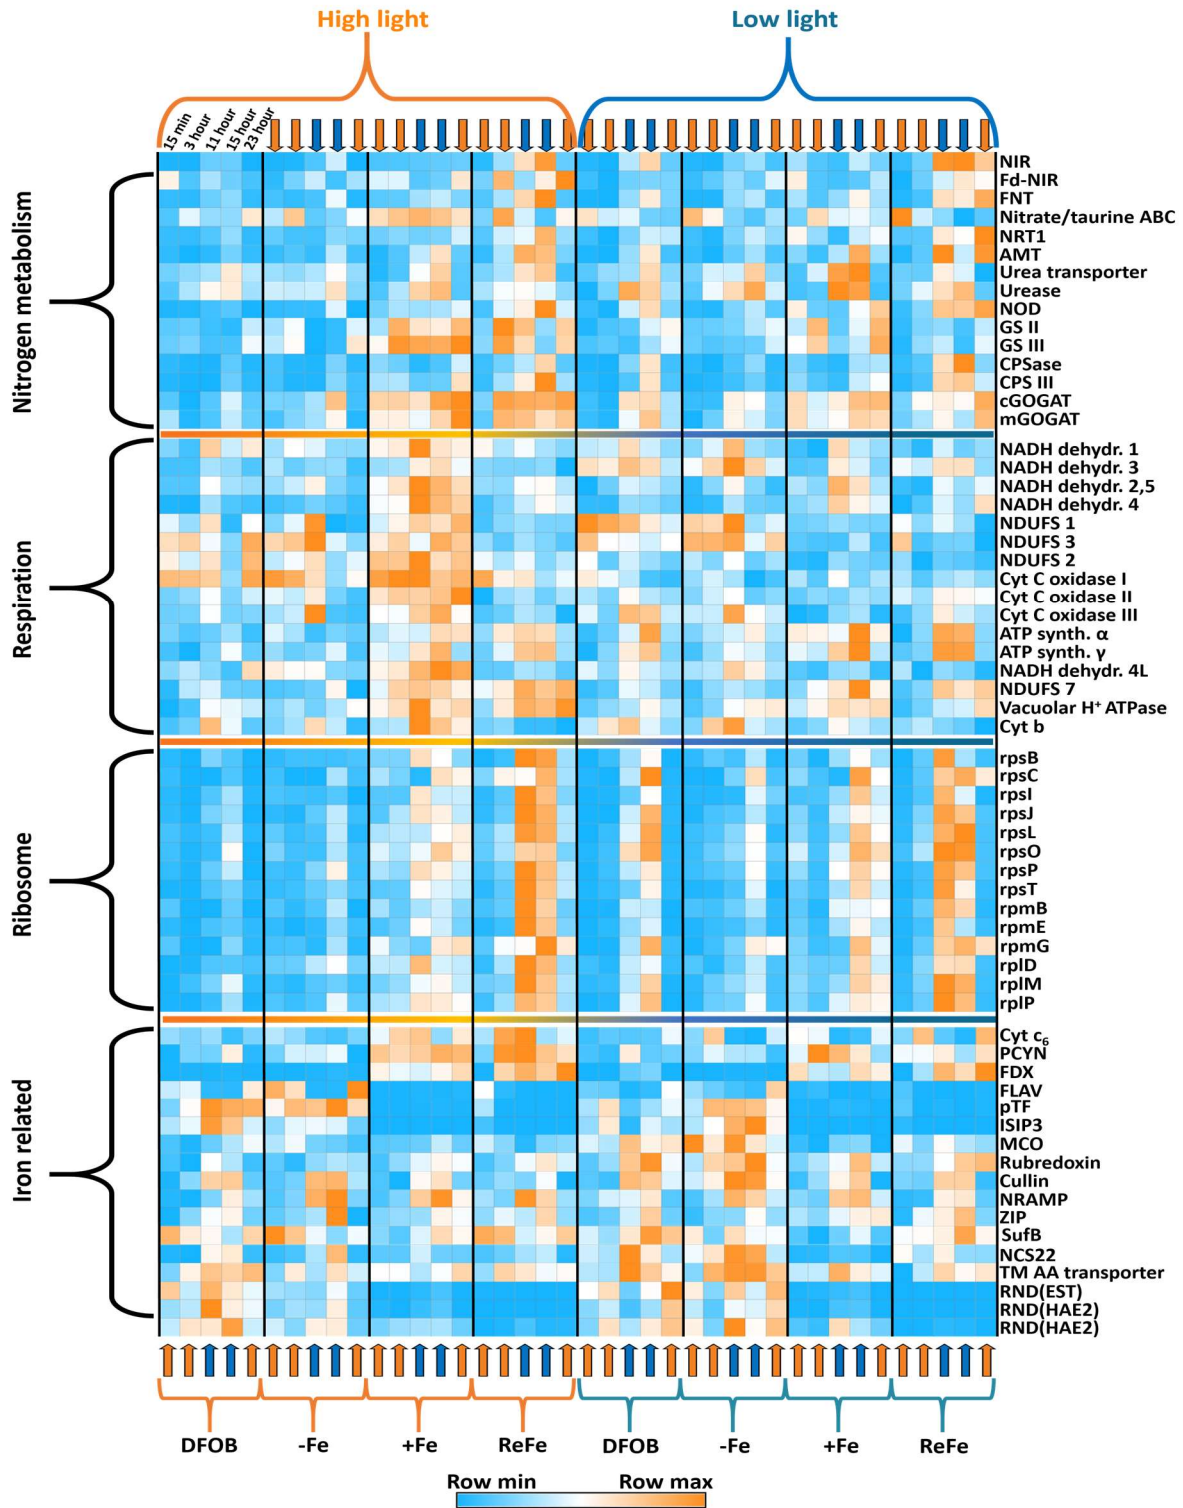 High light
Low light
15 min
3 hour
11 hour
15 hour
23 hour
Nitrogen metabolism
NIR
Fd-NIR
FNT
Nitrate/taurine ABC
NRT1
AMT
Urea transporter
Urease
NOD
GS II
GS III
CPSase
CPS III
cGOGAT
mGOGAT
Respiration
NADH dehydr. 1
NADH dehydr. 3
NADH dehydr. 2,5
NADH dehydr. 4
NDUFS 1
NDUFS 3
NDUFS 2
Cyt C oxidase I
Cyt C oxidase II
Cyt C oxidase III
ATP synth. α
ATP synth. γ
NADH dehydr. 4L
NDUFS 7
Vacuolar H⁺ ATPase
Cyt b
Ribosome
rpsB
rpsC
rpsI
rpsJ
rpsL
rpsO
rpsP
rpsT
rpmB
rpmE
rpmG
rplD
rplM
rplP
Iron related
Cyt c₆
PCYN
FDX
FLAV
pTF
ISIP3
MCO
Rubredoxin
Cullin
NRAMP
ZIP
SufB
NCS22
TM AA transporter
RND(EST)
RND(HAE2)
RND(HAE2)
DFOB -Fe +Fe ReFe DFOB -Fe +Fe ReFe
Row min Row max